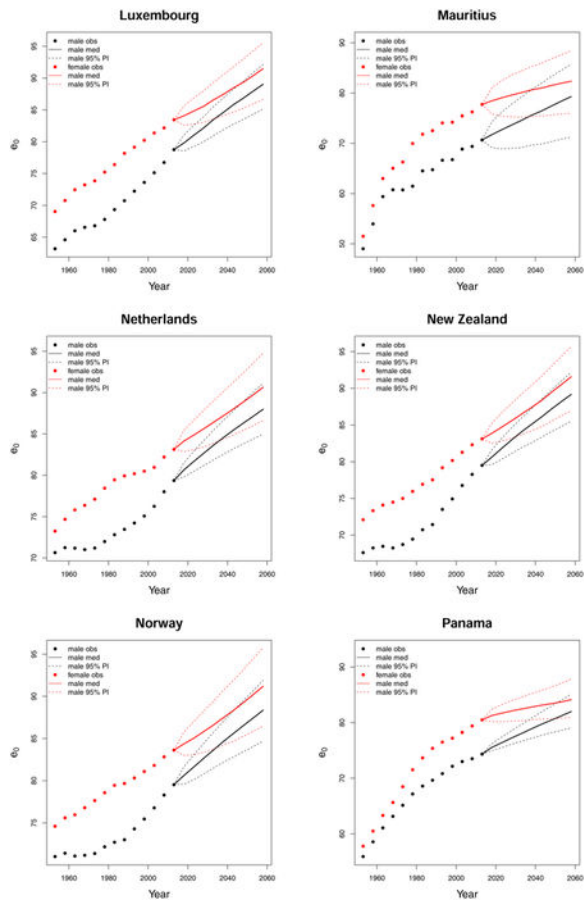 Luxembourg
male obs
male med
male 95% PI
female obs
male med
male 95% PI
e0
95
90
85
80
75
70
65
1960 1980 2000 2020 2040 2060
Year
Mauritius
male obs
male med
male 95% PI
female obs
male med
male 95% PI
e0
90
80
70
60
50
1960 1980 2000 2020 2040 2060
Year
Netherlands
male obs
male med
male 95% PI
female obs
male med
male 95% PI
e0
95
90
85
80
75
70
1960 1980 2000 2020 2040 2060
Year
New Zealand
male obs
male med
male 95% PI
female obs
male med
male 95% PI
e0
95
90
85
80
75
70
1960 1980 2000 2020 2040 2060
Year
Norway
male obs
male med
male 95% PI
female obs
male med
male 95% PI
e0
95
90
85
80
75
1960 1980 2000 2020 2040 2060
Year
Panama
male obs
male med
male 95% PI
female obs
male med
male 95% PI
e0
90
80
70
60
1960 1980 2000 2020 2040 2060
Year